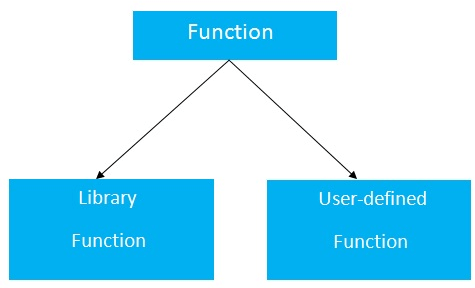 Function
Library
Function
User-defined
Function